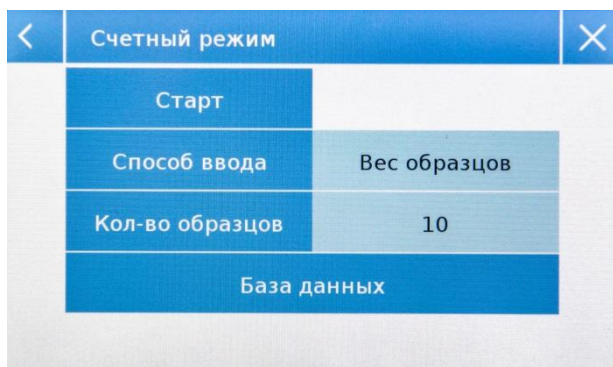 Счетный режим
Старт
Способ ввода Вес образцов
Кол-во образцов 10
База данных